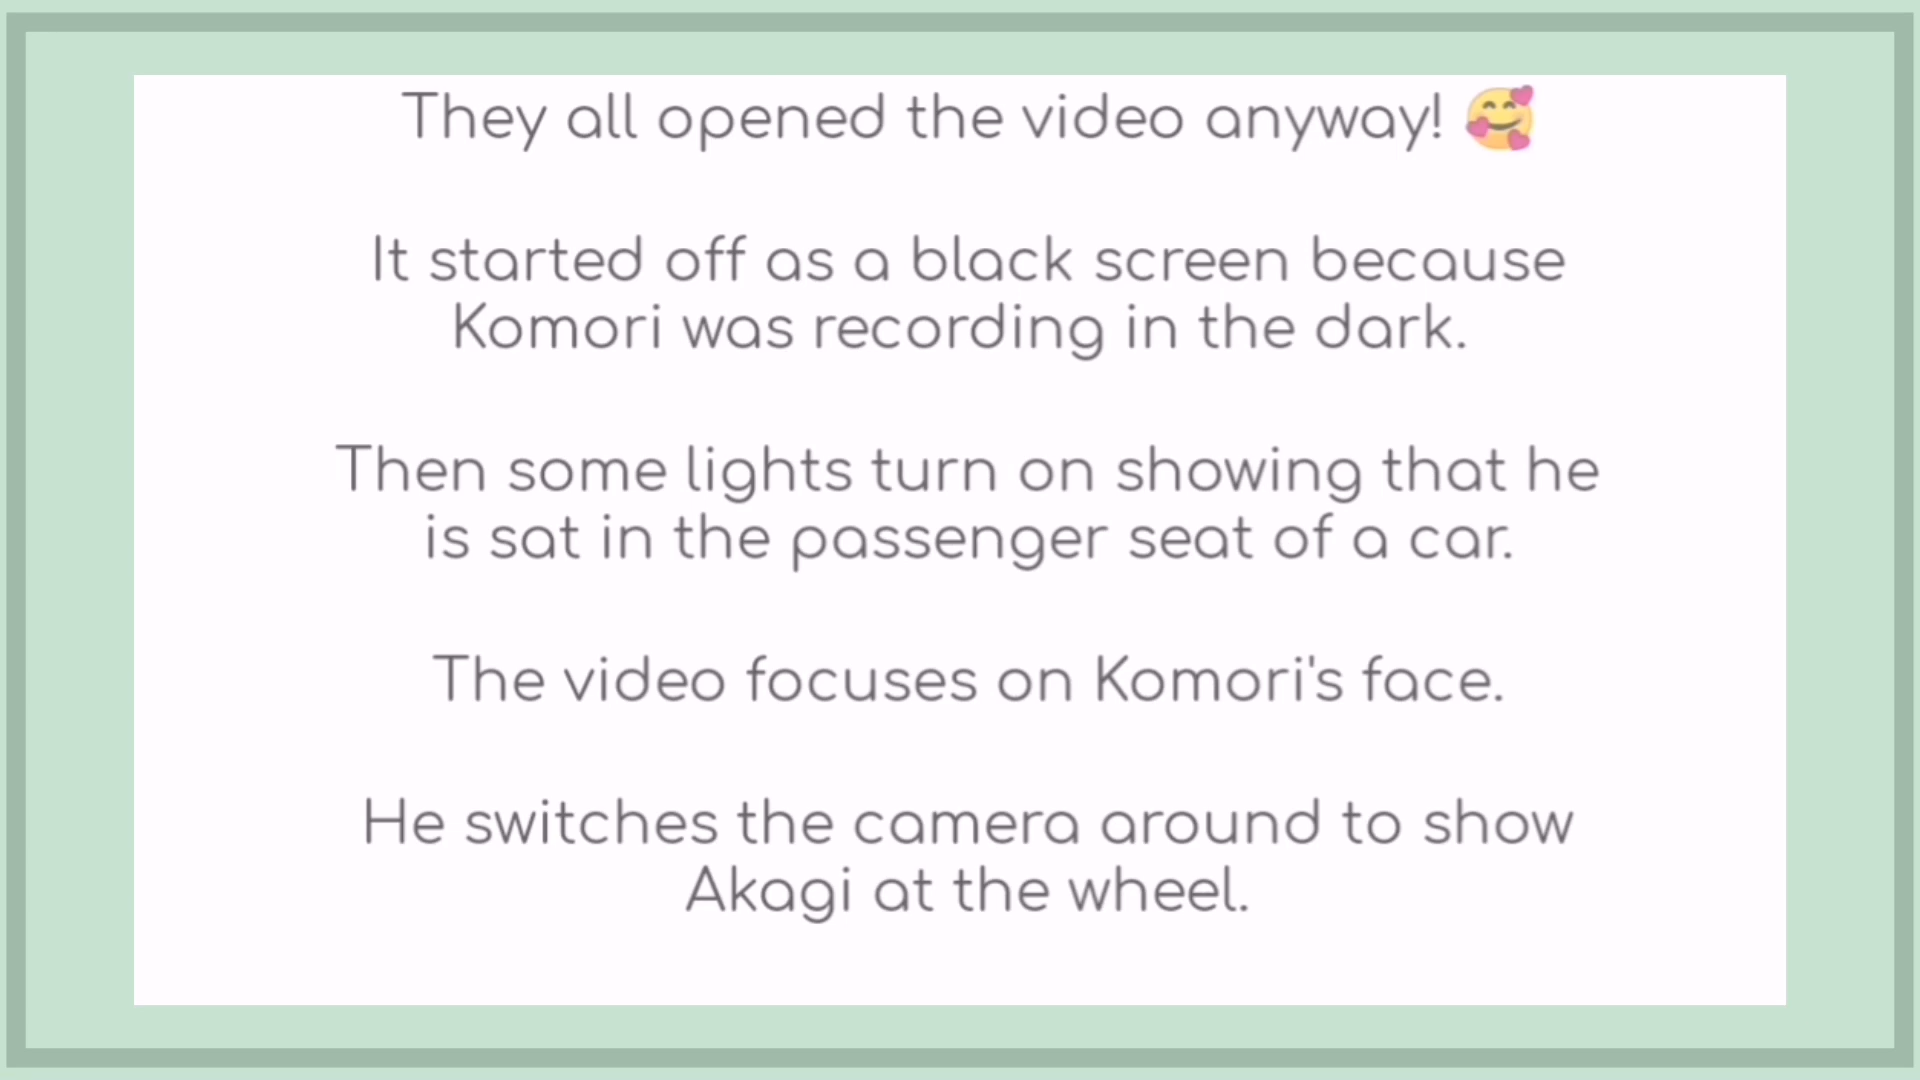 They all opened the video anyway! 🥰
It started off as a black screen because
Komori was recording in the dark.
Then some lights turn on showing that he
is sat in the passenger seat of a car.
The video focuses on Komori's face.
He switches the camera around to show
Akagi at the wheel.